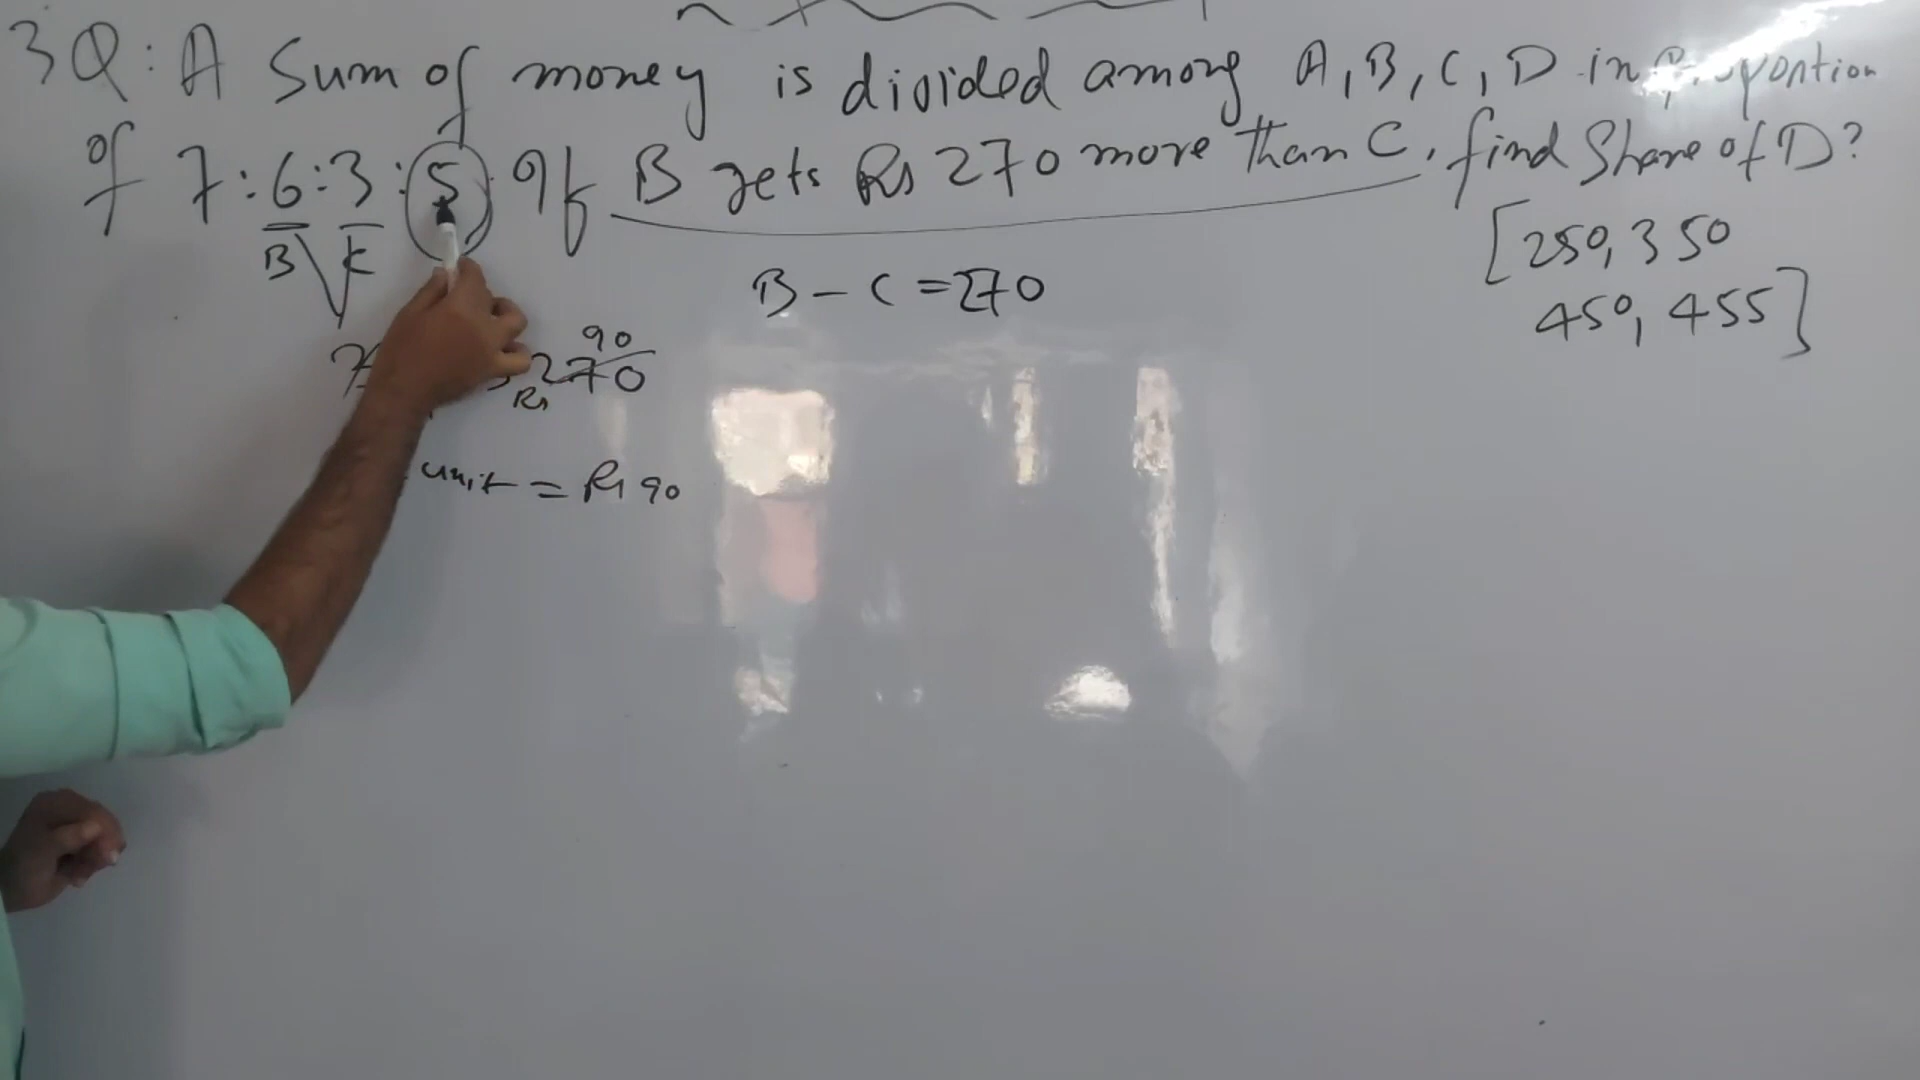 3Q: A Sum of money is divided among A, B, C, D in
of 7:6:3:5. If B gets Rs 270 more than C, find Share of D?
B C
[250, 350
450, 455]
B - C = 270
90
Rs 270
unit = Rs 90